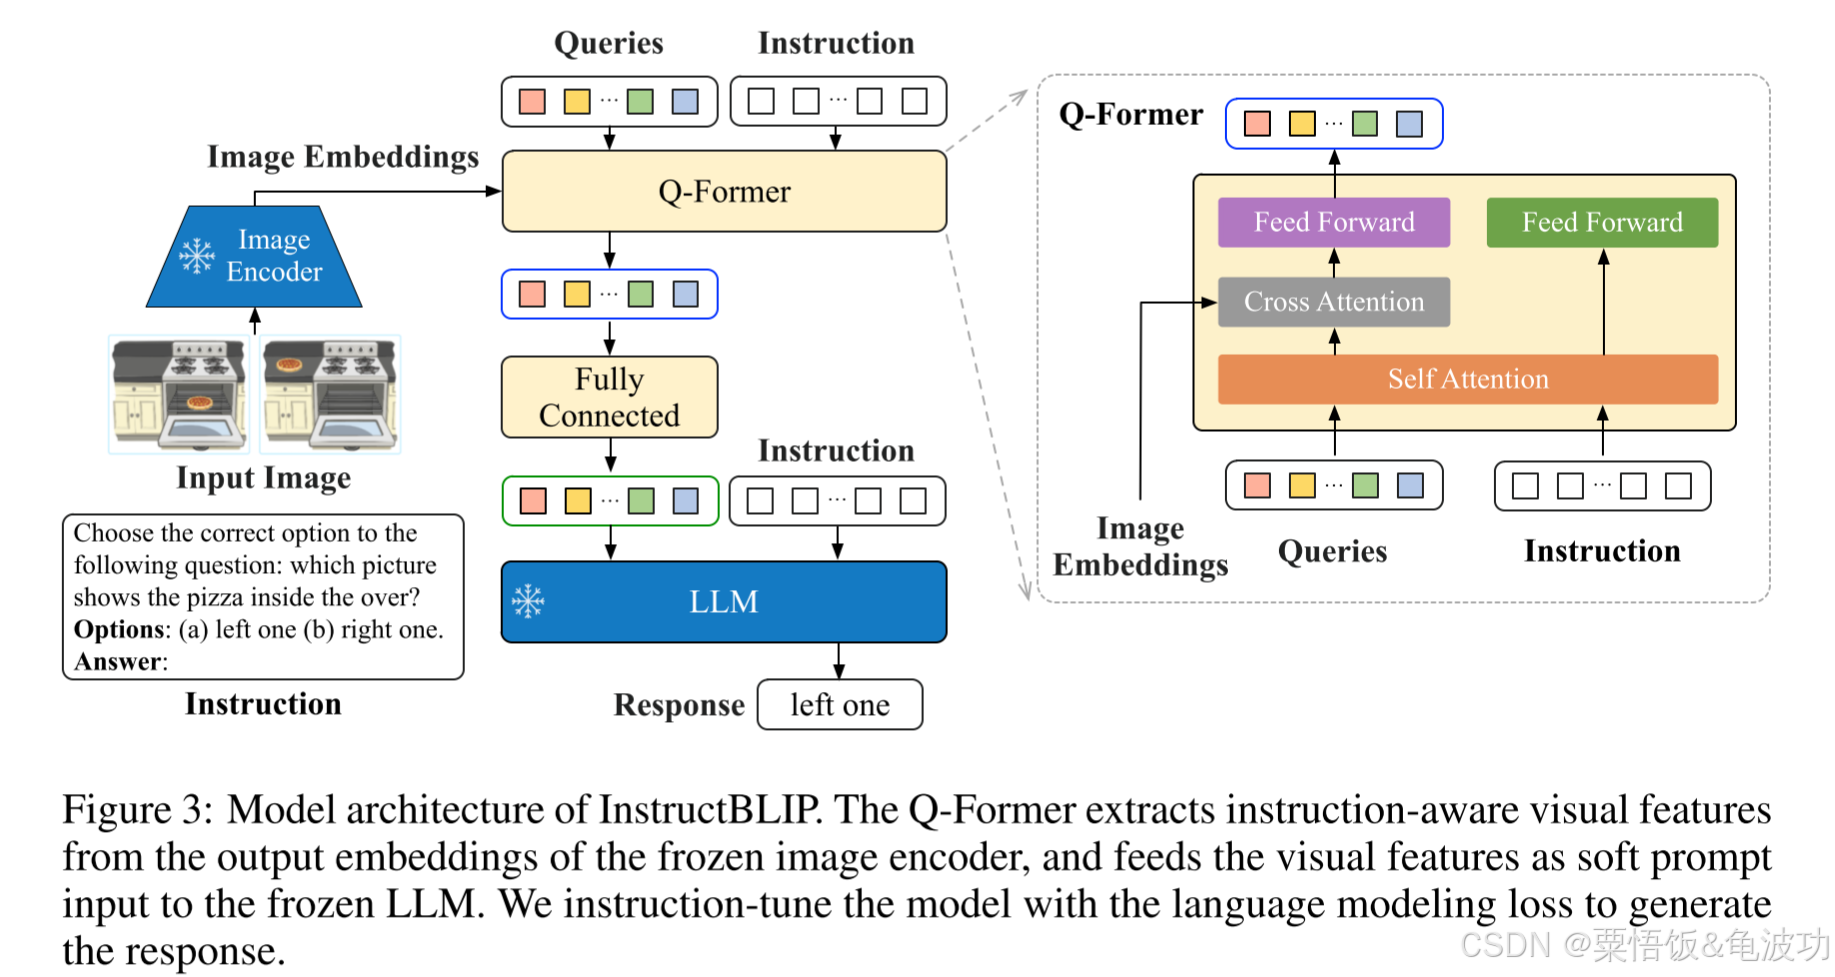 Queries
Instruction
Image Embeddings
Q-Former
Image
Encoder
Input Image
Choose the correct option to the
following question: which picture
shows the pizza inside the over?
Options: (a) left one (b) right one.
Answer:
Instruction
...
...
...
Fully
Connected
Instruction
...
...
LLM
Response
left one
Q-Former
...
Feed Forward
Feed Forward
Cross Attention
Self Attention
...
...
Image
Embeddings
Queries
Instruction
Figure 3: Model architecture of InstructBLIP. The Q-Former extracts instruction-aware visual features
from the output embeddings of the frozen image encoder, and feeds the visual features as soft prompt
input to the frozen LLM. We instruction-tune the model with the language modeling loss to generate
the response.
CSDN @粟悟饭&龟波功